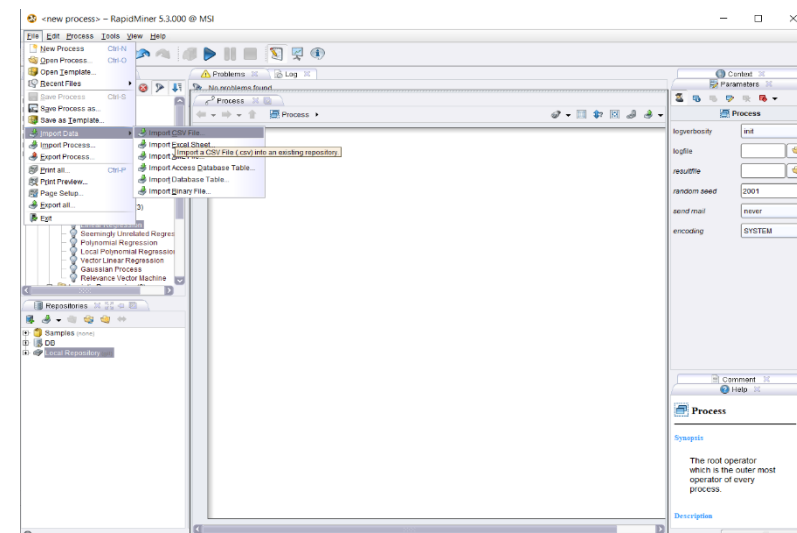 <new process> – RapidMiner 5.3.000 @ MSI
File Edit Process Tools View Help
New Process Ctrl-N
Open Process... Ctrl-O
Open Template...
Recent Files
Save Process Ctrl-S
Save Process as...
Save as Template...
Import Data
Import Process...
Export Process...
Print all... Ctrl-P
Print Preview...
Page Setup...
Export all...
Exit
Import CSV File...
Import Excel Sheet...
Import a CSV File (.csv) into an existing repository.
Import
Import Access Database Table...
Import Database Table...
Import Binary File...
Problems
Log
No problems found
Process
Process
3)
Seemingly Unrelated Regres
Polynomial Regression
Local Polynomial Regression
Vector Linear Regression
Gaussian Process
Relevance Vector Machine
Repositories
Samples (none)
DB
Local Repository
Context
Parameters
Process
logverbosity init
logfile
resultfile
random seed 2001
send mail never
encoding SYSTEM
Comment
Help
Process
Synopsis
The root operator
which is the outer most
operator of every
process.
Description